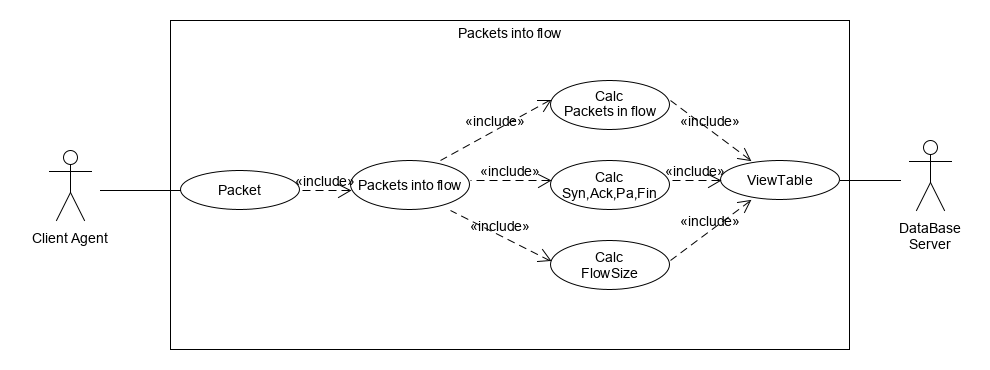 Packets into flow
Client Agent
Packet
«include»
Packets into flow
«include»
«include»
«include»
Calc
Packets in flow
Calc
Syn,Ack,Pa,Fin
Calc
FlowSize
«include»
«include»
«include»
ViewTable
DataBase
Server